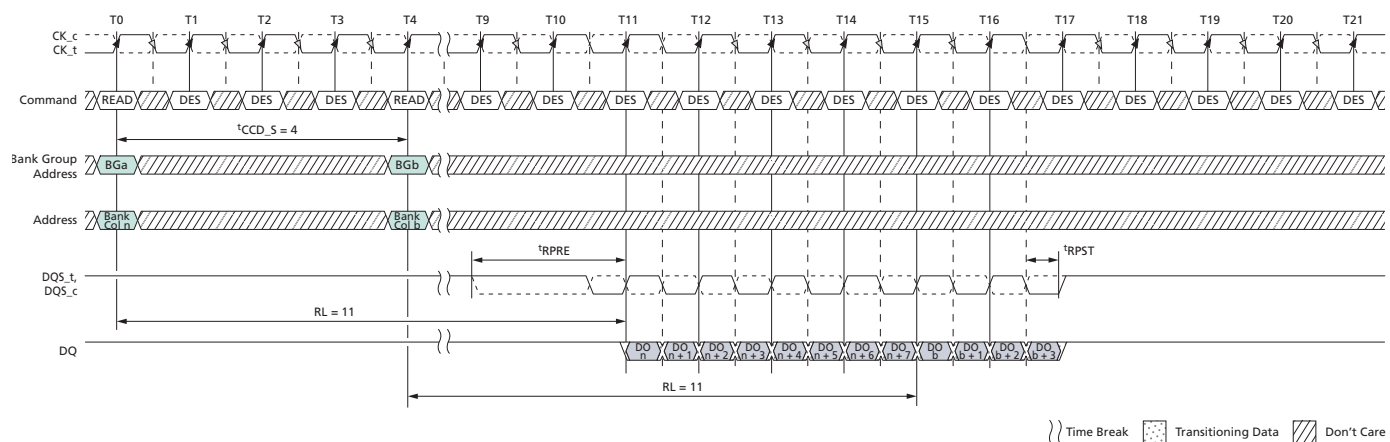 T0 T1 T2 T3 T4 T9 T10 T11 T12 T13 T14 T15 T16 T17 T18 T19 T20 T21
CK_c
CK_t
Command READ DES DES DES READ DES DES DES DES DES DES DES DES DES DES DES DES DES
tCCD_S = 4
Bank Group
Address BGa BGb
Address Bank Col n Bank Col b
tRPRE tRPST
DQS_t,
DQS_c
RL = 11
DQ DO n DO n + 1 DO n + 2 DO n + 3 DO n + 4 DO n + 5 DO n + 6 DO n + 7 DO b DO b + 1 DO b + 2 DO b + 3
RL = 11
Time Break Transitioning Data Don't Care